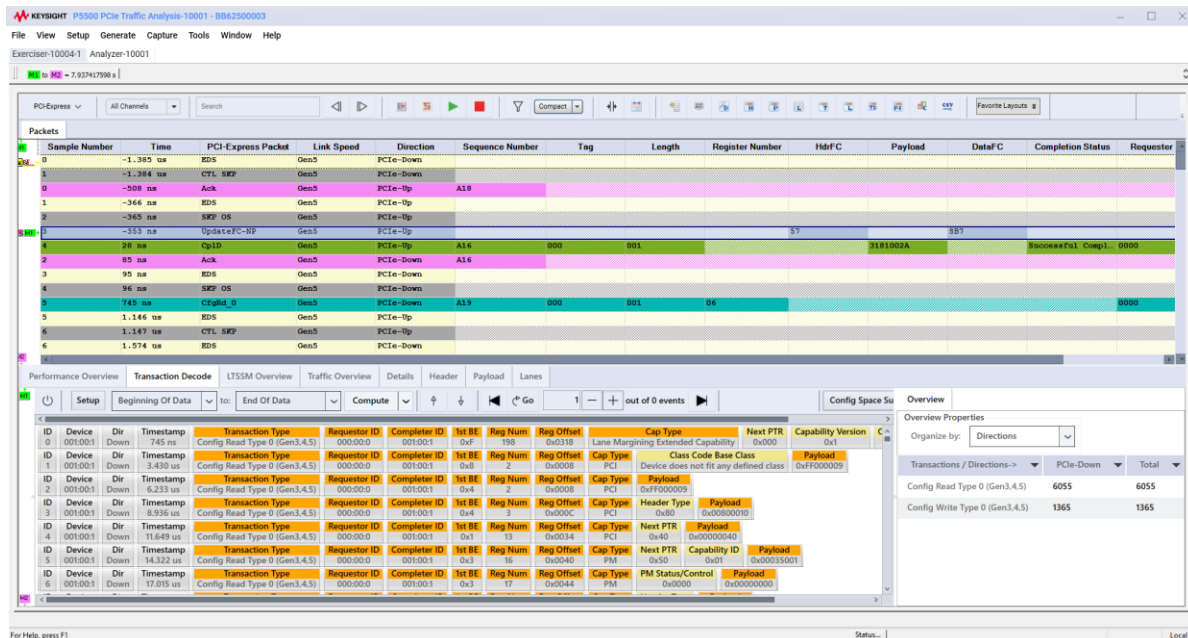 KEYSIGHT P5500 PCIe Traffic Analysis-10001 - BB62500003
File View Setup Generate Capture Tools Window Help
Exerciser-10004-1 Analyzer-10001
M1 to M2 = 7.937417598 s
PCI-Express All Channels Search Compact Favorite Layouts
Packets
Sample Number Time PCI-Express Packet Link Speed Direction Sequence Number Tag Length Register Number HdrFC Payload DataFC Completion Status Requester
0 -1.385 us EDS Gen5 PCIe-Down
1 -1.384 us CTL SKP Gen5 PCIe-Down
0 -508 ns Ack Gen5 PCIe-Up A18
1 -366 ns EDS Gen5 PCIe-Up
2 -365 ns SKP OS Gen5 PCIe-Up
3 -353 ns UpdateFC-NP Gen5 PCIe-Up 57 8B7
4 28 ns CplD Gen5 PCIe-Up A16 000 001 3181002A Successful Compl… 0000
2 85 ns Ack Gen5 PCIe-Down A16
3 95 ns EDS Gen5 PCIe-Down
4 96 ns SKP OS Gen5 PCIe-Down
5 745 ns CfgRd_0 Gen5 PCIe-Down A19 000 001 06 0000
5 1.146 us EDS Gen5 PCIe-Up
6 1.147 us CTL SKP Gen5 PCIe-Up
6 1.574 us EDS Gen5 PCIe-Down
Performance Overview Transaction Decode LTSSM Overview Traffic Overview Details Header Payload Lanes
Setup Beginning Of Data to: End Of Data Compute Go 1 out of 0 events Config Space Su
ID Device Dir Timestamp Transaction Type Requestor ID Completer ID 1st BE Reg Num Reg Offset Cap Type Next PTR Capability Version
0 001:00:1 Down 745 ns Config Read Type 0 (Gen3,4,5) 000:00:0 001:00:1 0xF 198 0x0318 Lane Margining Extended Capability 0x000 0x1
ID Device Dir Timestamp Transaction Type Requestor ID Completer ID 1st BE Reg Num Reg Offset Cap Type Class Code Base Class Payload
1 001:00:1 Down 3.430 us Config Read Type 0 (Gen3,4,5) 000:00:0 001:00:1 0x8 2 0x0008 PCI Device does not fit any defined class 0xFF000009
ID Device Dir Timestamp Transaction Type Requestor ID Completer ID 1st BE Reg Num Reg Offset Cap Type Payload
2 001:00:1 Down 6.233 us Config Read Type 0 (Gen3,4,5) 000:00:0 001:00:1 0x4 2 0x0008 PCI 0xFF000009
ID Device Dir Timestamp Transaction Type Requestor ID Completer ID 1st BE Reg Num Reg Offset Cap Type Header Type Payload
3 001:00:1 Down 8.936 us Config Read Type 0 (Gen3,4,5) 000:00:0 001:00:1 0x4 3 0x000C PCI 0x80 0x00800010
ID Device Dir Timestamp Transaction Type Requestor ID Completer ID 1st BE Reg Num Reg Offset Cap Type Next PTR Payload
4 001:00:1 Down 11.649 us Config Read Type 0 (Gen3,4,5) 000:00:0 001:00:1 0x1 13 0x0034 PCI 0x40 0x00000040
ID Device Dir Timestamp Transaction Type Requestor ID Completer ID 1st BE Reg Num Reg Offset Cap Type Next PTR Capability ID Payload
5 001:00:1 Down 14.322 us Config Read Type 0 (Gen3,4,5) 000:00:0 001:00:1 0x3 16 0x0040 PM 0x50 0x01 0x00035001
ID Device Dir Timestamp Transaction Type Requestor ID Completer ID 1st BE Reg Num Reg Offset Cap Type PM Status/Control Payload
6 001:00:1 Down 17.015 us Config Read Type 0 (Gen3,4,5) 000:00:0 001:00:1 0x3 17 0x0044 PM 0x0000 0x00000000
Overview
Overview Properties
Organize by: Directions
Transactions / Directions-> PCIe-Down Total
Config Read Type 0 (Gen3,4,5) 6055 6055
Config Write Type 0 (Gen3,4,5) 1365 1365
For Help, press F1 Status... Local